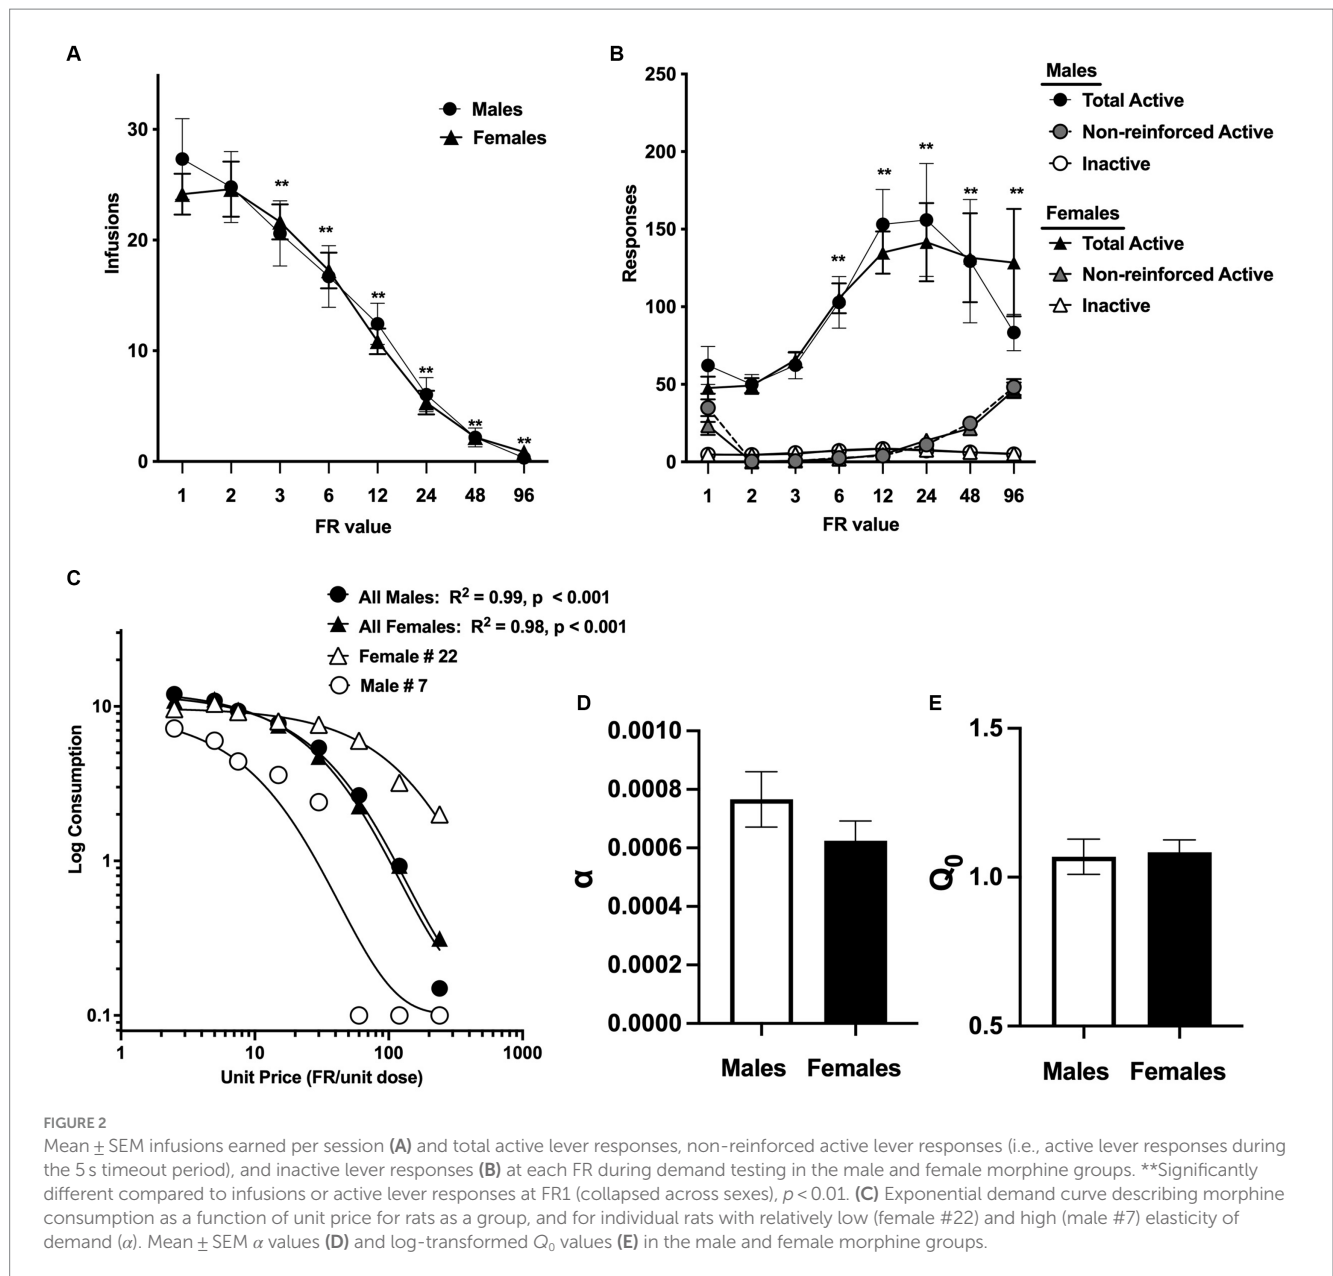 A
30
20
10
0
Infusions
Males
Females
**
**
**
**
**
**
1 2 3 6 12 24 48 96
FR value
B
250
200
150
100
50
0
Responses
**
**
**
**
**
1 2 3 6 12 24 48 96
FR value
Males
Total Active
Non-reinforced Active
Inactive
Females
Total Active
Non-reinforced Active
Inactive
C
All Males: R² = 0.99, p < 0.001
All Females: R² = 0.98, p < 0.001
Female # 22
Male # 7
10
1
0.1
Log Consumption
1 10 100 1000
Unit Price (FR/unit dose)
D
0.0010
0.0008
0.0006
0.0004
0.0002
0.0000
α
Males Females
E
1.5
1.0
0.5
Q₀
Males Females
FIGURE 2
Mean ± SEM infusions earned per session (A) and total active lever responses, non-reinforced active lever responses (i.e., active lever responses during
the 5 s timeout period), and inactive lever responses (B) at each FR during demand testing in the male and female morphine groups. **Significantly
different compared to infusions or active lever responses at FR1 (collapsed across sexes), p < 0.01. (C) Exponential demand curve describing morphine
consumption as a function of unit price for rats as a group, and for individual rats with relatively low (female #22) and high (male #7) elasticity of
demand (α). Mean ± SEM α values (D) and log-transformed Q₀ values (E) in the male and female morphine groups.